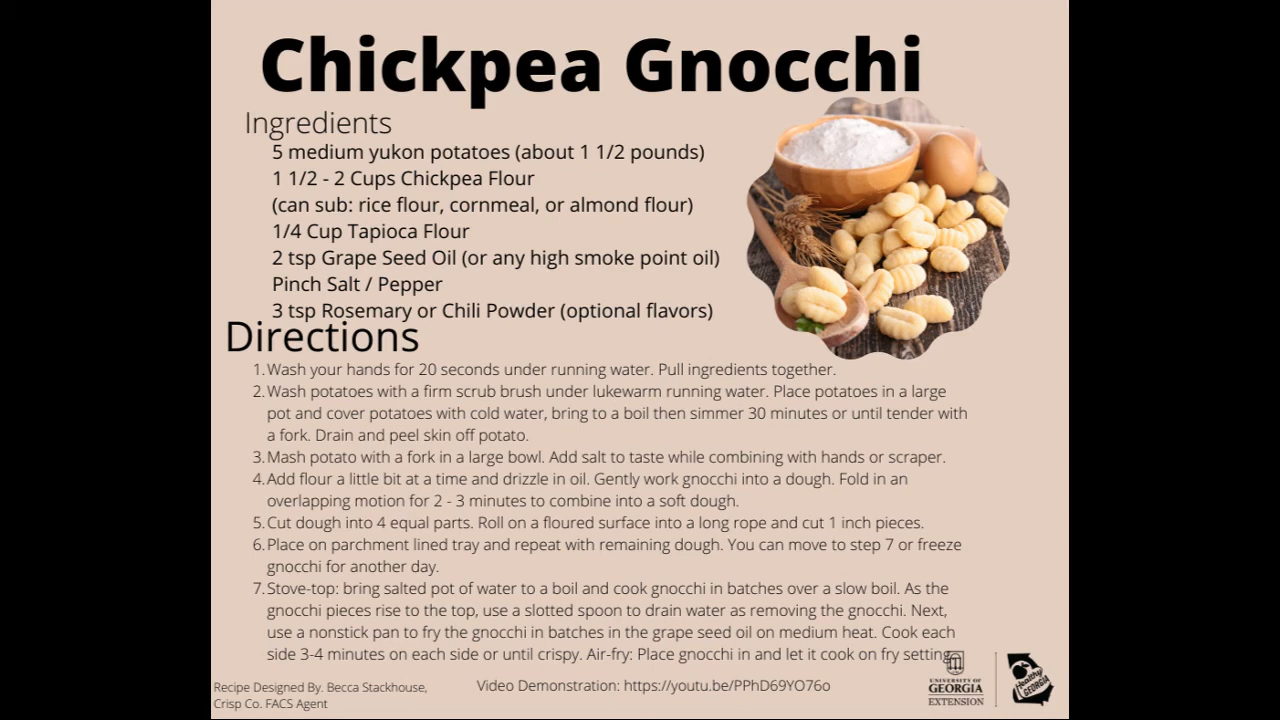 Chickpea Gnocchi
Ingredients
5 medium yukon potatoes (about 1 1/2 pounds)
1 1/2 - 2 Cups Chickpea Flour
(can sub: rice flour, cornmeal, or almond flour)
1/4 Cup Tapioca Flour
2 tsp Grape Seed Oil (or any high smoke point oil)
Pinch Salt / Pepper
3 tsp Rosemary or Chili Powder (optional flavors)
Directions
1. Wash your hands for 20 seconds under running water. Pull ingredients together.
2. Wash potatoes with a firm scrub brush under lukewarm running water. Place potatoes in a large
pot and cover potatoes with cold water, bring to a boil then simmer 30 minutes or until tender with
a fork. Drain and peel skin off potato.
3. Mash potato with a fork in a large bowl. Add salt to taste while combining with hands or scraper.
4. Add flour a little bit at a time and drizzle in oil. Gently work gnocchi into a dough. Fold in an
overlapping motion for 2 - 3 minutes to combine into a soft dough.
5. Cut dough into 4 equal parts. Roll on a floured surface into a long rope and cut 1 inch pieces.
6. Place on parchment lined tray and repeat with remaining dough. You can move to step 7 or freeze
gnocchi for another day.
7. Stove-top: bring salted pot of water to a boil and cook gnocchi in batches over a slow boil. As the
gnocchi pieces rise to the top, use a slotted spoon to drain water as removing the gnocchi. Next,
use a nonstick pan to fry the gnocchi in batches in the grape seed oil on medium heat. Cook each
side 3-4 minutes on each side or until crispy. Air-fry: Place gnocchi in and let it cook on fry setting.
Recipe Designed By. Becca Stackhouse,
Crisp Co. FACS Agent
Video Demonstration: https://youtu.be/PPhD69YO76o
UNIVERSITY OF
GEORGIA
EXTENSION
Healthy
GEORGIA